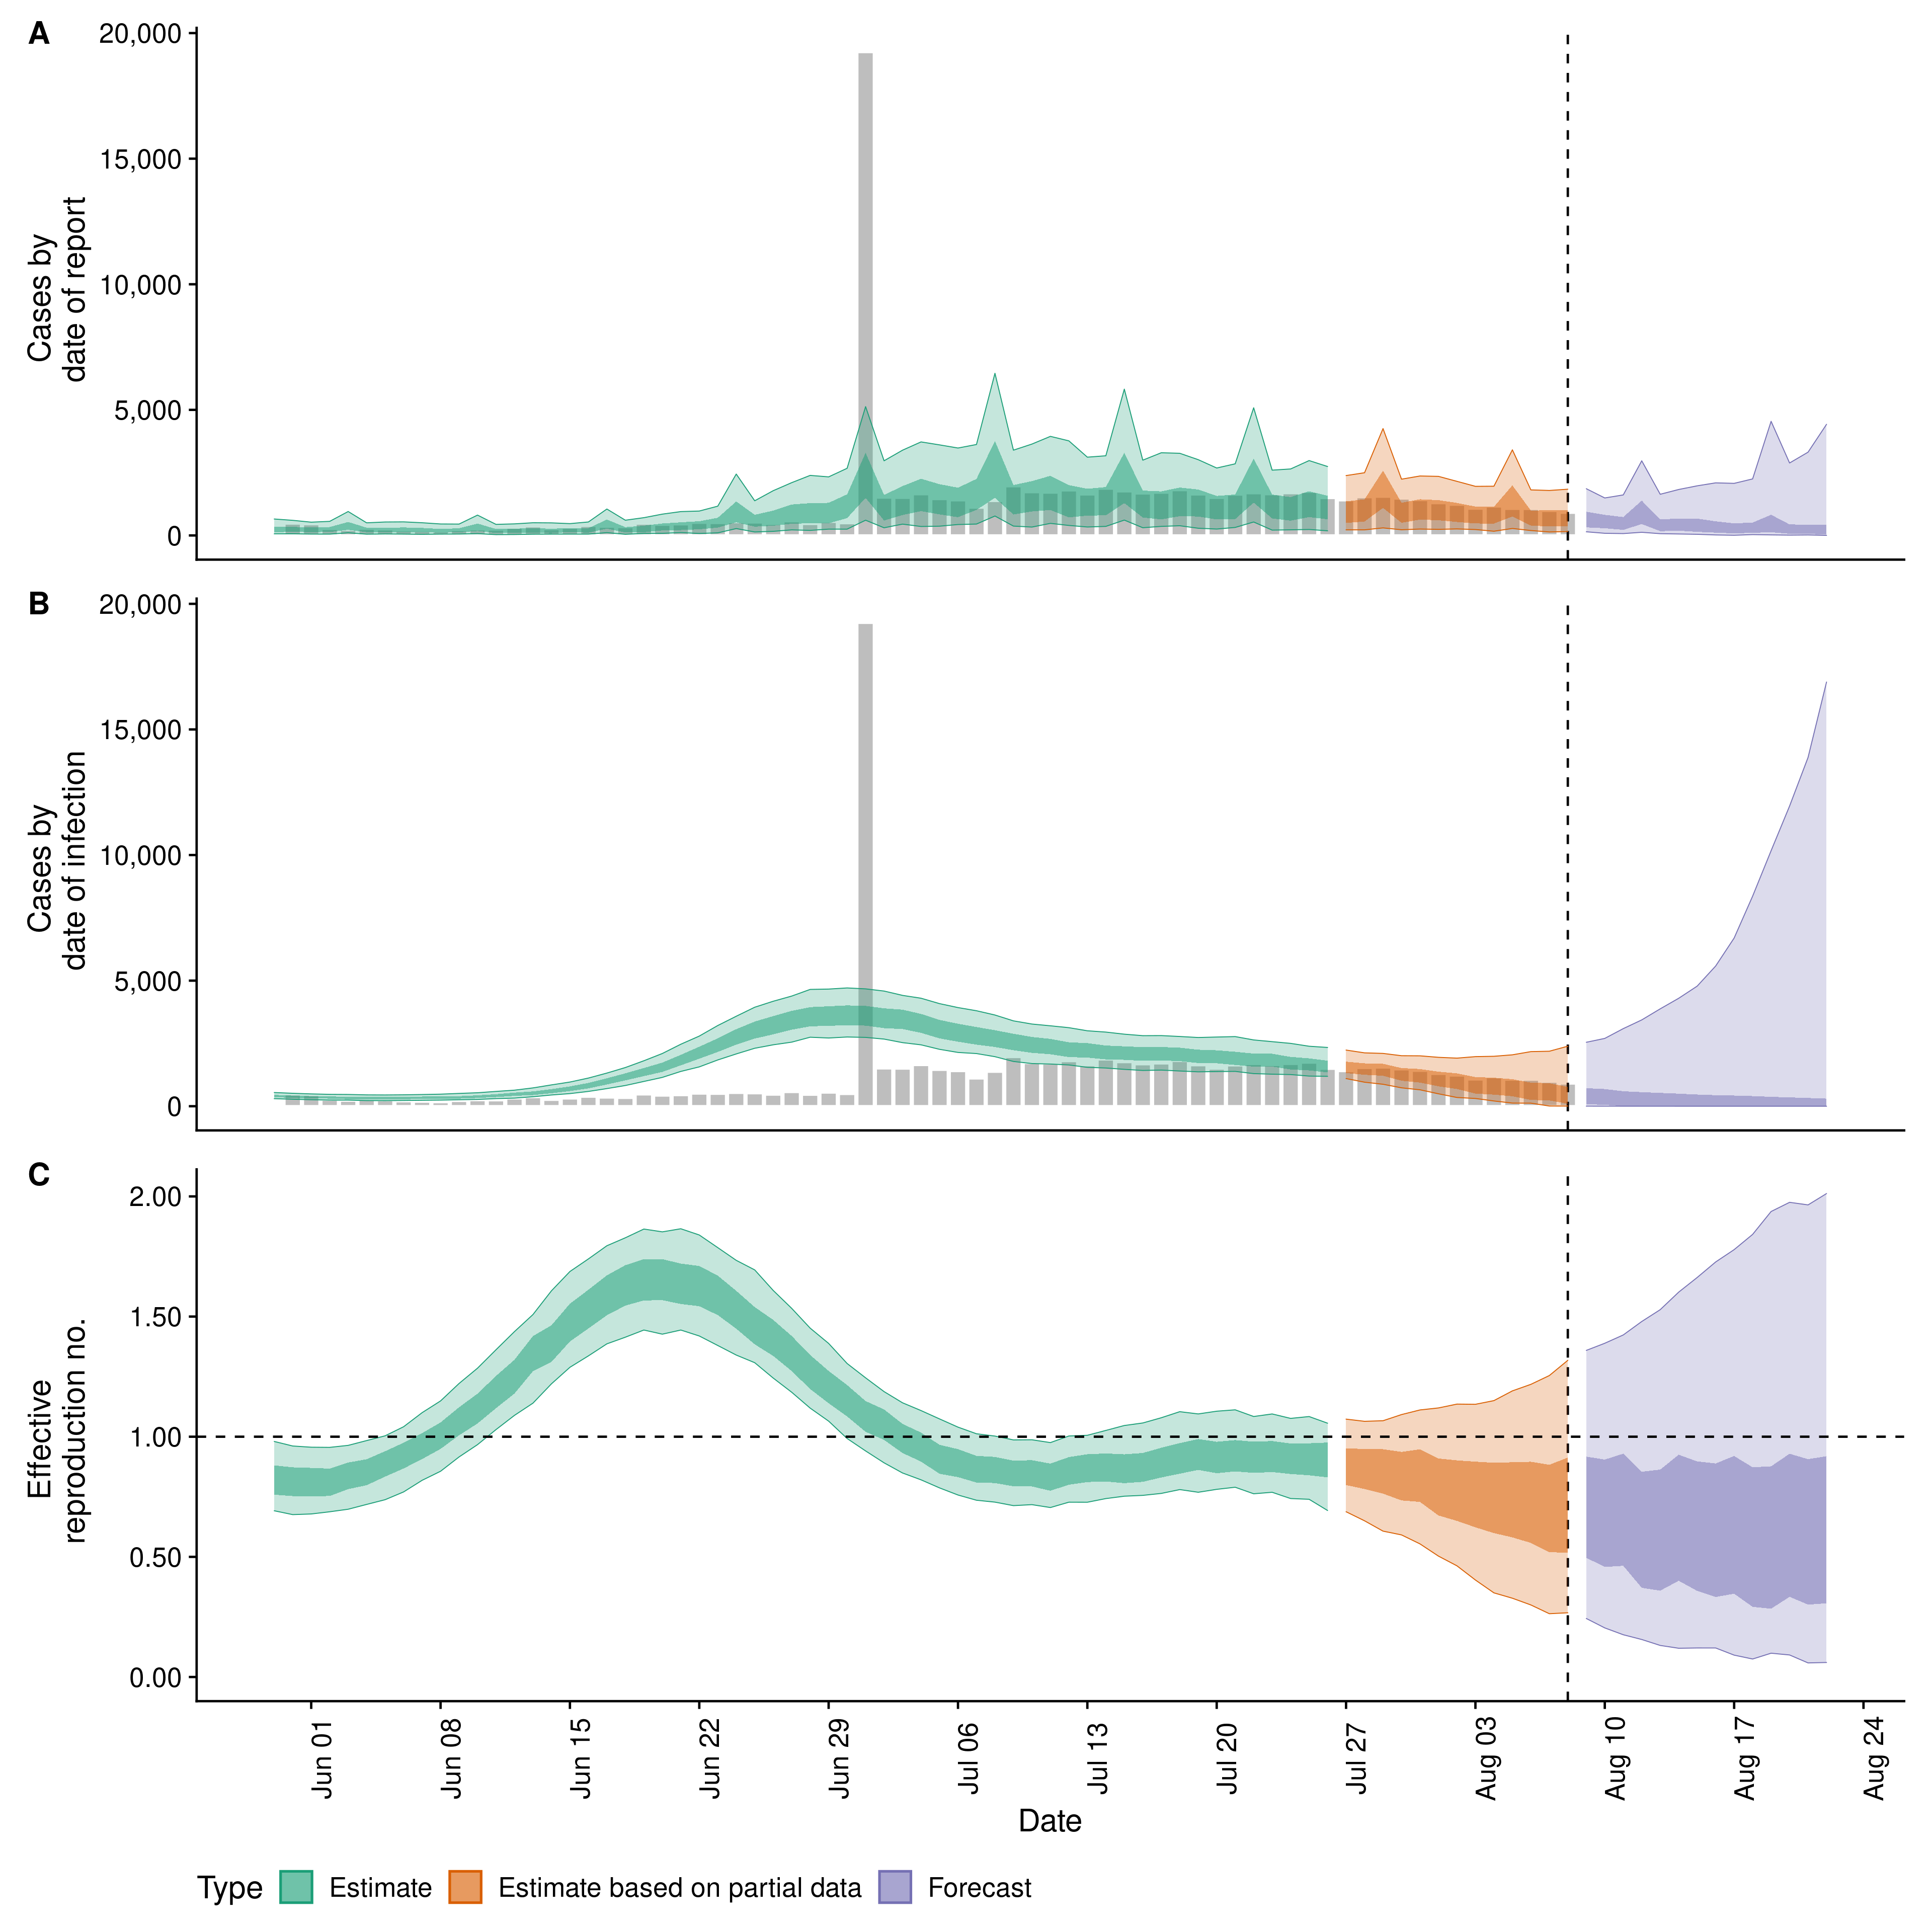 A
20,000
15,000
10,000
5,000
0
Cases by
date of report
B
20,000
15,000
10,000
5,000
0
Cases by
date of infection
C
2.00
1.50
1.00
0.50
0.00
Effective
reproduction no.
Jun 01
Jun 08
Jun 15
Jun 22
Jun 29
Jul 06
Jul 13
Jul 20
Jul 27
Aug 03
Aug 10
Aug 17
Aug 24
Date
Type Estimate Estimate based on partial data Forecast